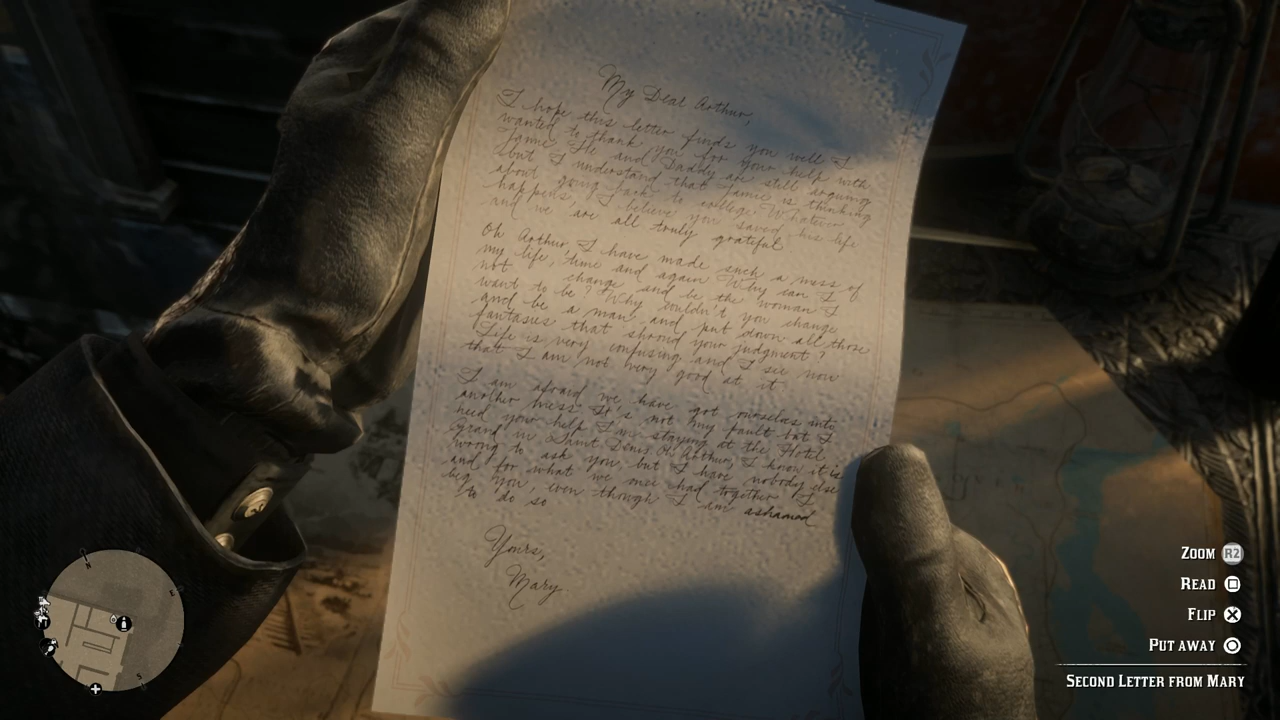 My Dear Arthur,
I hope this letter finds you well I
wanted to thank you for your help with
Jamie He and Daddy are still arguing
but I understand that Jamie is thinking
about going back to college Whatever
happens, I believe you saved his life
and we are all truly grateful
Oh Arthur I have made such a mess of
my life, time and again Why can I
not change and be the woman I
want to be? Why couldn't you change
and be a man, and put down all those
fantasies that shroud your judgment?
Life is very confusing and I see now
that I am not very good at it
I am afraid we have got ourselves into
another mess It's not my fault but I
need your help I'm staying at the Hotel
Grand in Saint Denis Oh Arthur, I know it is
wrong to ask you but I have nobody else
and for what we once had together I
beg you, even though I am ashamed
to do so
Yours,
Mary
ZOOM R2
READ
FLIP
PUT AWAY
SECOND LETTER FROM MARY